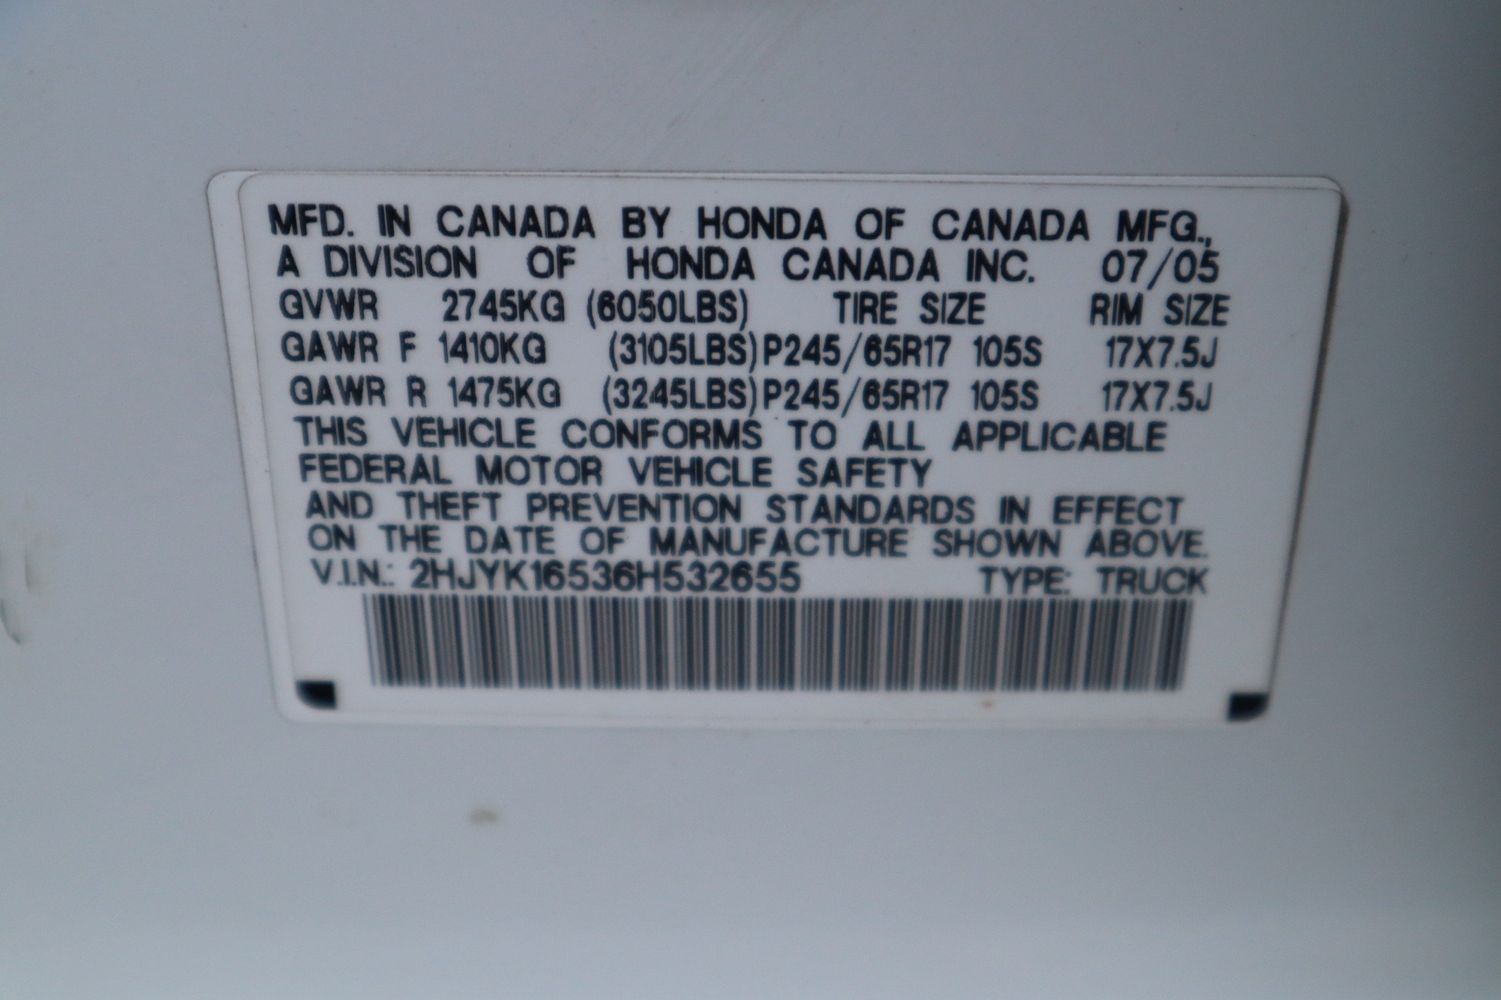 MFD. IN CANADA BY HONDA OF CANADA MFG.,
A DIVISION OF HONDA CANADA INC. 07/05
GVWR 2745KG (6050LBS) TIRE SIZE RIM SIZE
GAWR F 1410KG (3105LBS) P245/65R17 105S 17X7.5J
GAWR R 1475KG (3245LBS) P245/65R17 105S 17X7.5J
THIS VEHICLE CONFORMS TO ALL APPLICABLE
FEDERAL MOTOR VEHICLE SAFETY
AND THEFT PREVENTION STANDARDS IN EFFECT
ON THE DATE OF MANUFACTURE SHOWN ABOVE.
V.I.N.: 2HJYK16536H532655 TYPE: TRUCK